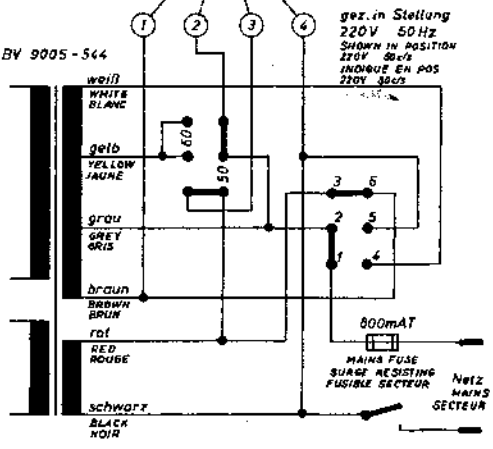 1 2 3 4
gez. in Stellung
220V 50Hz
SHOWN IN POSITION
220V 50c/s
INDIQUE EN POS
220V 50c/s
BV 9005-544
weiß
WHITE
BLANC
60
gelb
YELLOW
JAUNE
50
3 6
grau
GREY
GRIS
2 5
1 4
braun
BROWN
BRUN
800mAT
rot
RED
ROUGE
MAINS FUSE
SURGE RESISTING
FUSIBLE SECTEUR
Netz
MAINS
SECTEUR
schwarz
BLACK
NOIR